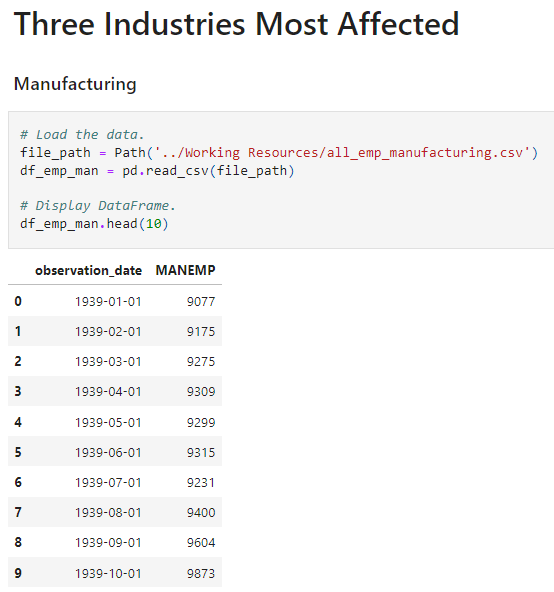 Three Industries Most Affected
Manufacturing
# Load the data.
file_path = Path('../Working Resources/all_emp_manufacturing.csv')
df_emp_man = pd.read_csv(file_path)
# Display DataFrame.
df_emp_man.head(10)
observation_date MANEMP
0 1939-01-01 9077
1 1939-02-01 9175
2 1939-03-01 9275
3 1939-04-01 9309
4 1939-05-01 9299
5 1939-06-01 9315
6 1939-07-01 9231
7 1939-08-01 9400
8 1939-09-01 9604
9 1939-10-01 9873